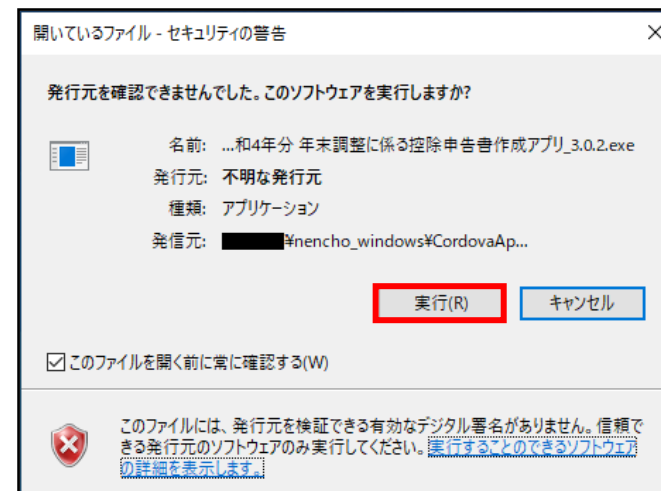 開いているファイル - セキュリティの警告
発行元を確認できませんでした。このソフトウェアを実行しますか?
名前: ...和4年分 年末調整に係る控除申告書作成アプリ_3.0.2.exe
発行元: 不明な発行元
種類: アプリケーション
発信元: ¥nencho_windows¥CordovaAp...
実行(R) キャンセル
このファイルを開く前に常に確認する(W)
このファイルには、発行元を検証できる有効なデジタル署名がありません。信頼で
きる発行元のソフトウェアのみ実行してください。実行することのできるソフトウェア
の詳細を表示します。